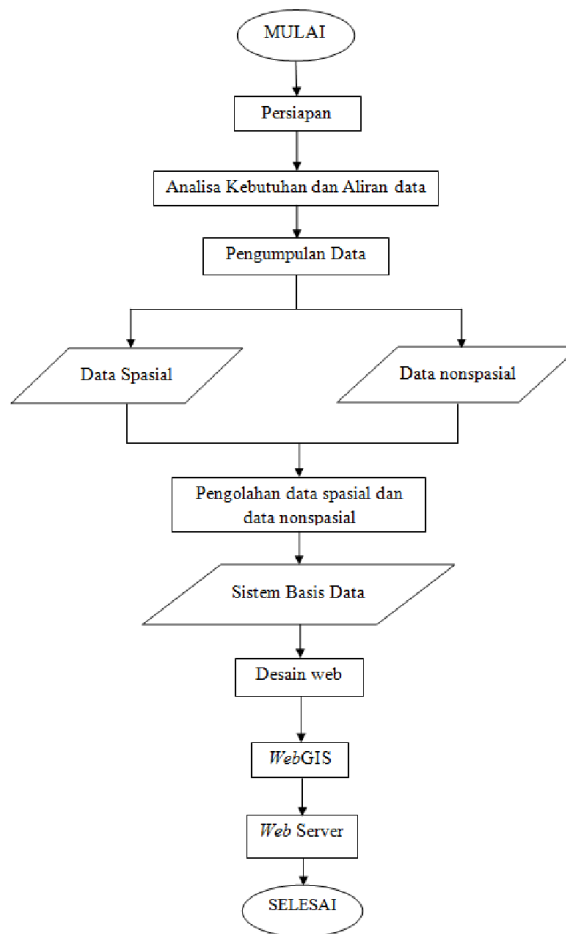 MULAI
Persiapan
Analisa Kebutuhan dan Aliran data
Pengumpulan Data
Data Spasial
Data nonspasial
Pengolahan data spasial dan
data nonspasial
Sistem Basis Data
Desain web
WebGIS
Web Server
SELESAI